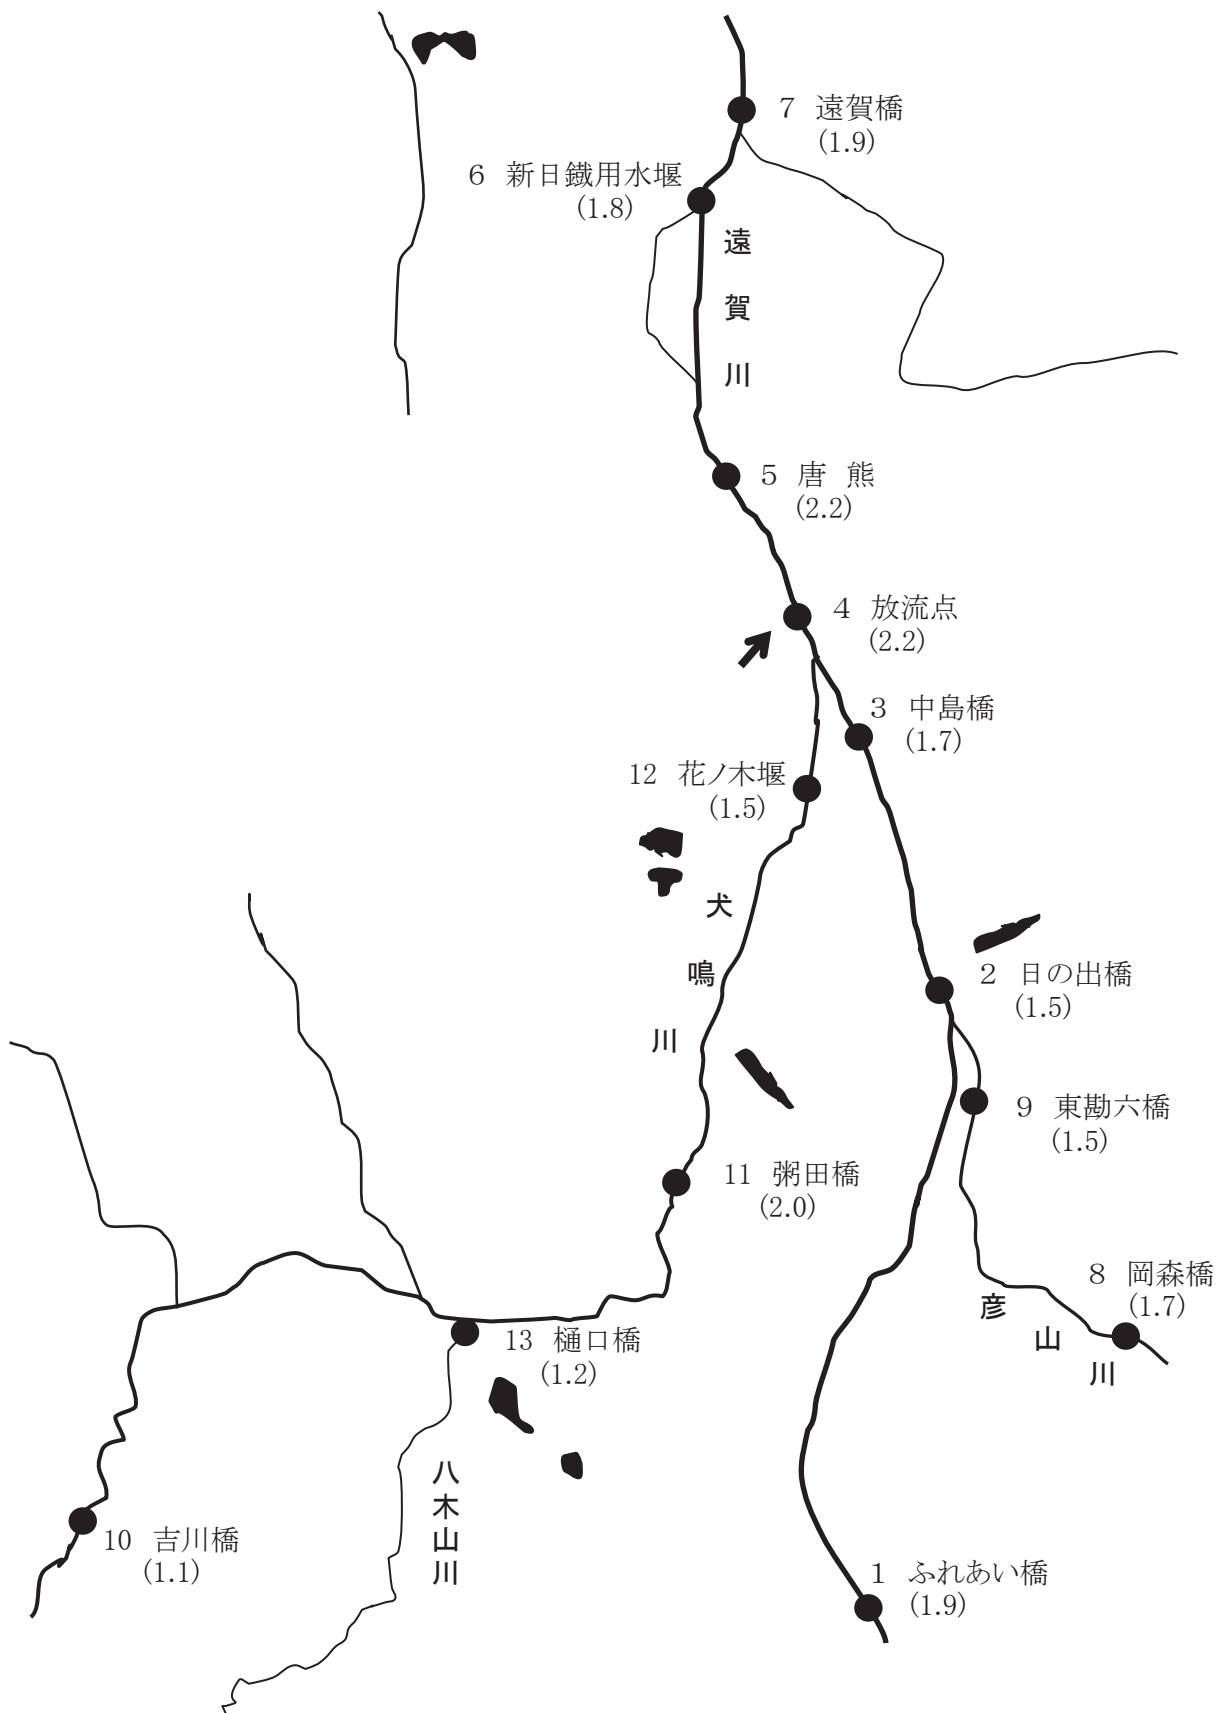 7 遠賀橋
(1.9)
6 新日鐵用水堰
(1.8)
遠賀川
5 唐 熊
(2.2)
4 放流点
(2.2)
3 中島橋
(1.7)
12 花ノ木堰
(1.5)
犬鳴川
2 日の出橋
(1.5)
9 東勘六橋
(1.5)
11 粥田橋
(2.0)
8 岡森橋
(1.7)
彦山川
13 樋口橋
(1.2)
八木山川
10 吉川橋
(1.1)
1 ふれあい橋
(1.9)